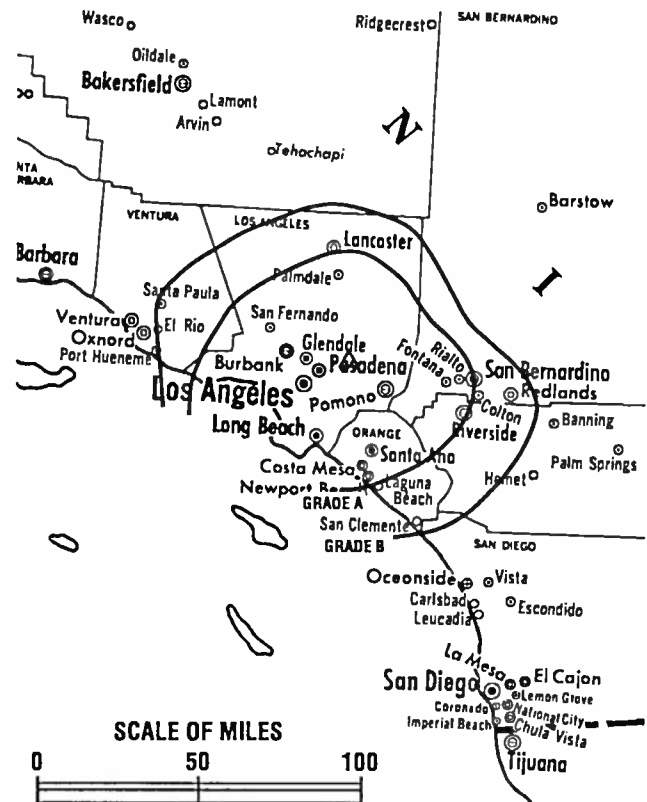 Wasco
Ridgecrest
SAN BERNARDINO
Oildale
Bakersfield
Lamont
Arvin
N
Tehachapi
NTA
RBARA
VENTURA
LOS ANGELES
Barstow
Lancaster
Barbara
Palmdale
I
Santa Paula
San Fernando
Ventura
El Rio
Oxnord
Port Hueneme
Glendale
Burbank
Pasadena
Fontana
Rialto
San Bernardino
Los Angeles
Pomono
Redlands
Colton
Long Beach
ORANGE
Riverside
Banning
Santa Ana
Costa Mesa
Palm Springs
Newport
Laguna
Beach
Hemet
GRADE A
San Clemente
GRADE B
SAN DIEGO
Oceanside
Vista
Carlsbad
Escondido
Leucadia
La Mesa
El Cajon
San Diego
Lemon Grove
Coronado
National City
Imperial Beach
Chula Vista
Tijuana
SCALE OF MILES
0 50 100